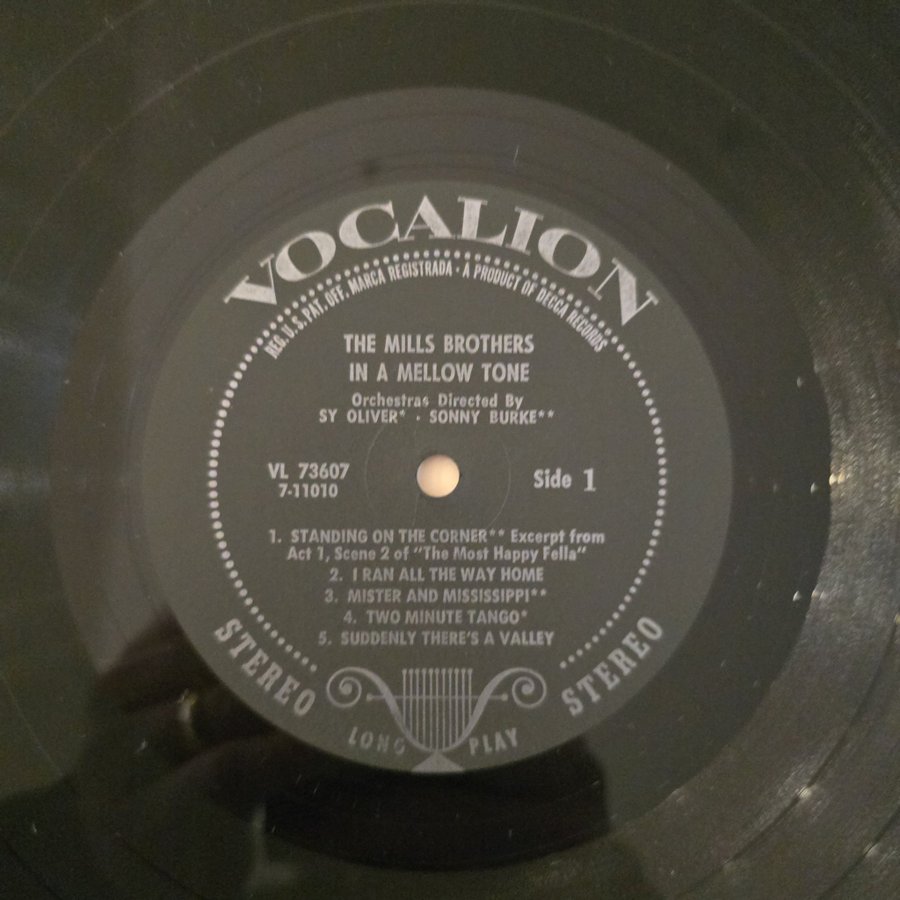 VOCALION
REG. U.S. PAT. OFF. MARCA REGISTRADA · A PRODUCT OF DECCA RECORDS
THE MILLS BROTHERS
IN A MELLOW TONE
Orchestras Directed By
SY OLIVER* · SONNY BURKE**
VL 73607
7-11010
Side 1
1. STANDING ON THE CORNER** Excerpt from
Act 1, Scene 2 of "The Most Happy Fella"
2. I RAN ALL THE WAY HOME
3. MISTER AND MISSISSIPPI**
4. TWO MINUTE TANGO*
5. SUDDENLY THERE'S A VALLEY
STEREO
STEREO
LONG PLAY